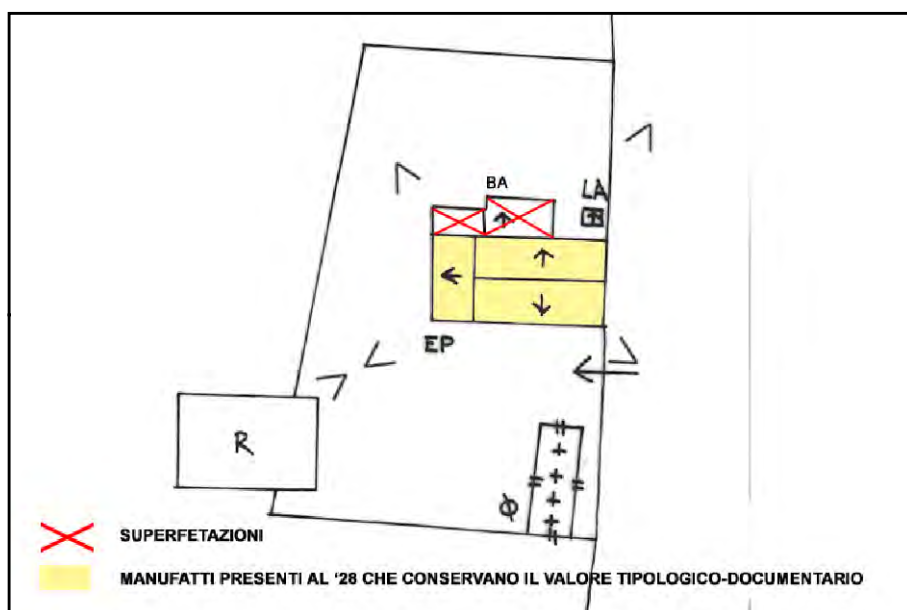 BA
LA
EP
R
Ø
SUPERFETAZIONI
MANUFATTI PRESENTI AL '28 CHE CONSERVANO IL VALORE TIPOLOGICO-DOCUMENTARIO